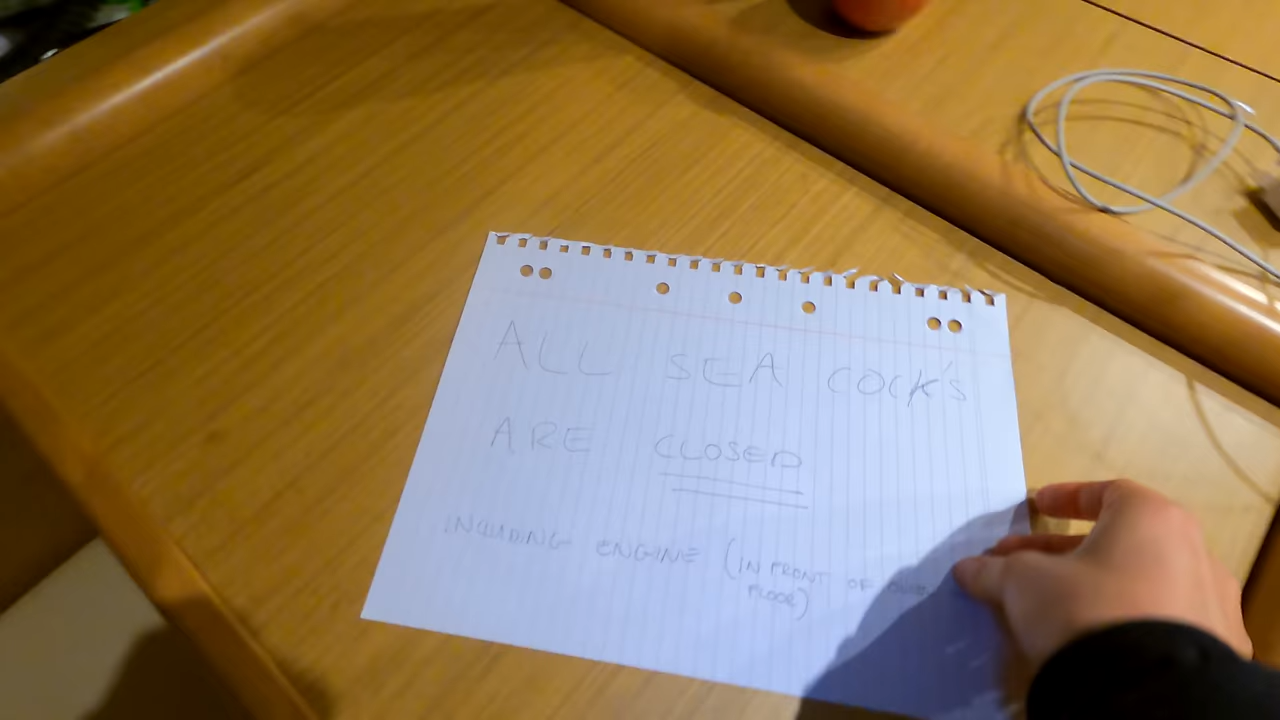 ALL SEA COCK'S
ARE CLOSED
INCLUDING ENGINE (IN FRONT OF
FLOOR)